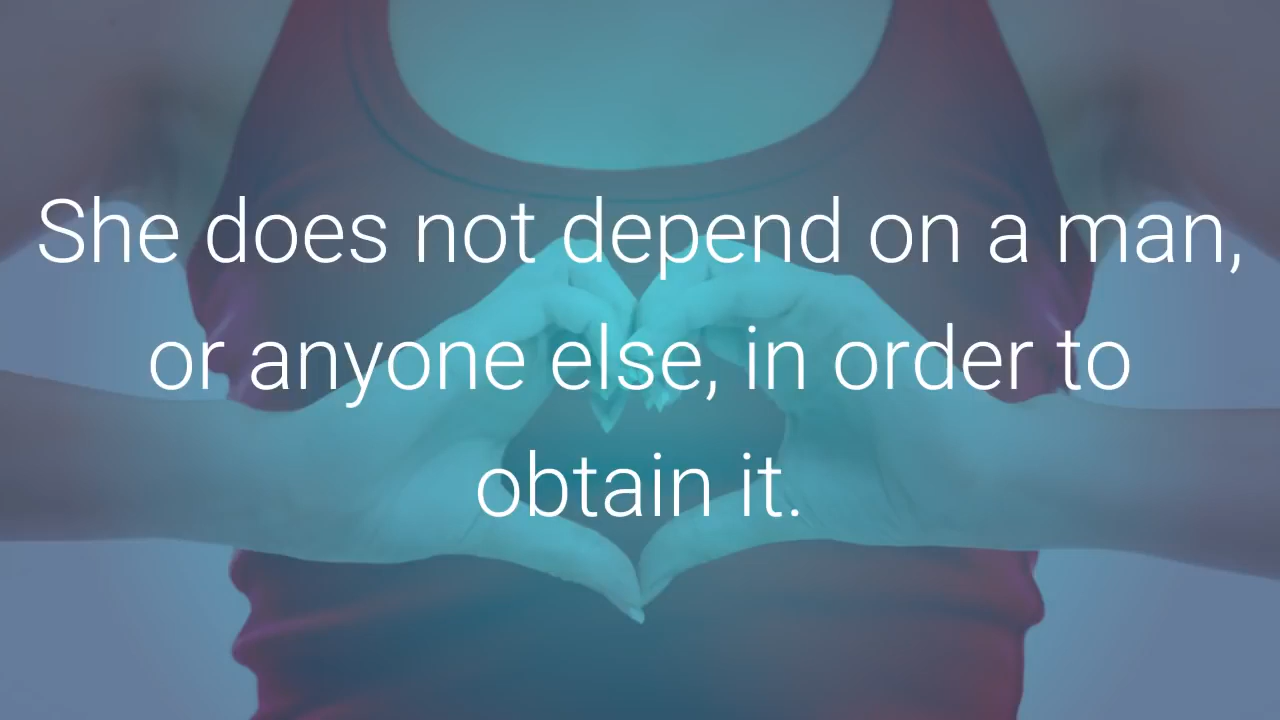 She does not depend on a man,
or anyone else, in order to
obtain it.